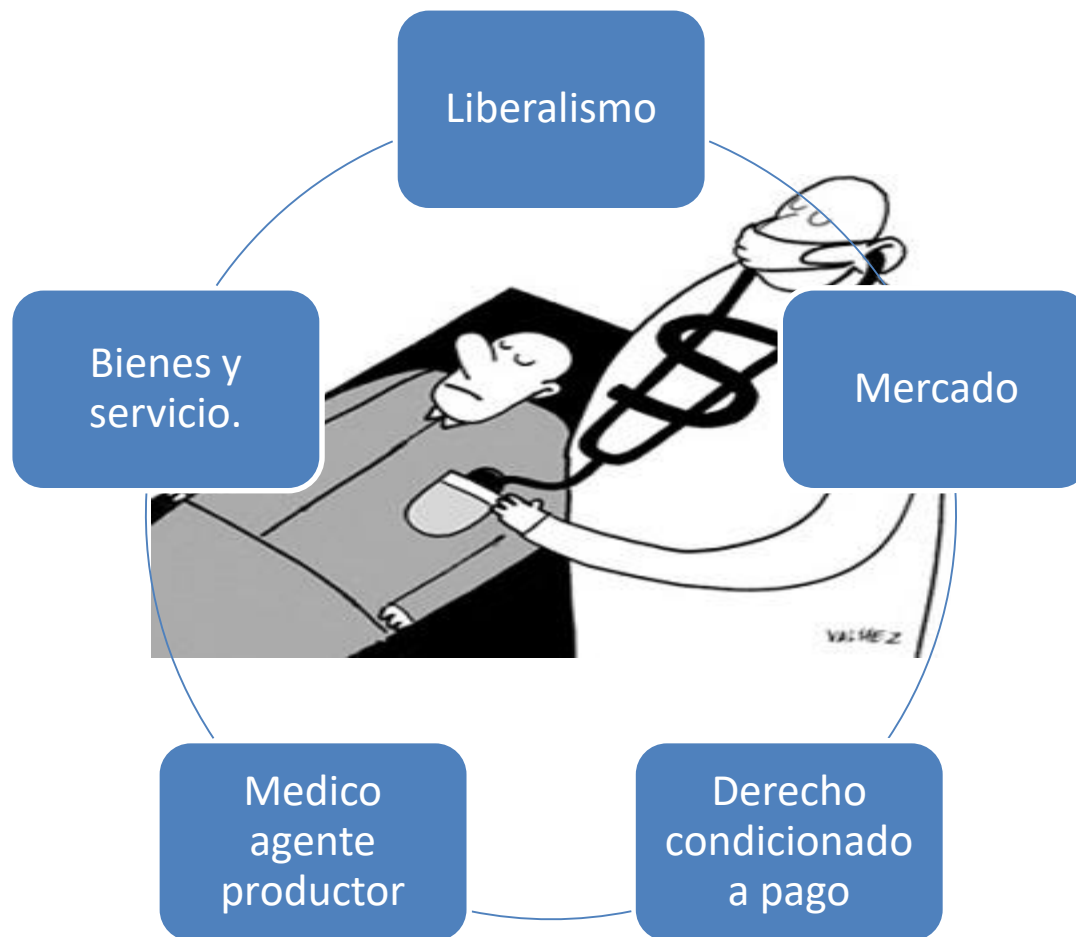 Liberalismo
Bienes y
servicio.
Mercado
Medico
agente
productor
Derecho
condicionado
a pago